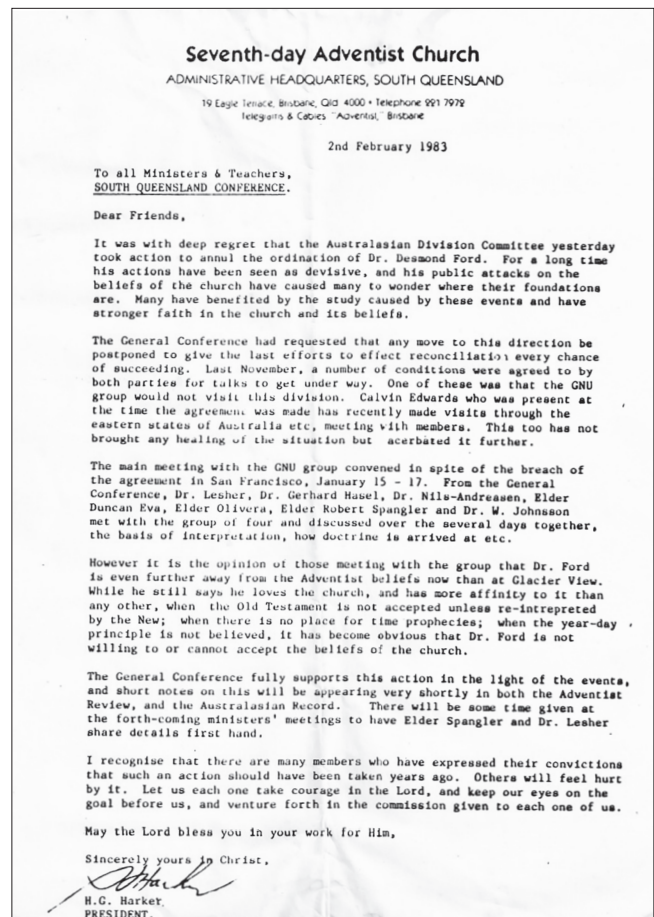 Seventh-day Adventist Church
ADMINISTRATIVE HEADQUARTERS, SOUTH QUEENSLAND
19 Eagle Terrace, Brisbane, Qld 4000 • Telephone 221 7979
Telegrams & Cables "Adventist," Brisbane
2nd February 1983
To all Ministers & Teachers,
SOUTH QUEENSLAND CONFERENCE.
Dear Friends,
It was with deep regret that the Australasian Division Committee yesterday
took action to annul the ordination of Dr. Desmond Ford. For a long time
his actions have been seen as devisive, and his public attacks on the
beliefs of the church have caused many to wonder where their foundations
are. Many have benefited by the study caused by these events and have
stronger faith in the church and its beliefs.
The General Conference had requested that any move to this direction be
postponed to give the last efforts to effect reconciliation every chance
of succeeding. Last November, a number of conditions were agreed to by
both parties for talks to get under way. One of these was that the GNU
group would not visit this division. Calvin Edwards who was present at
the time the agreement was made has recently made visits through the
eastern states of Australia etc, meeting with members. This too has not
brought any healing of the situation but acerbated it further.
The main meeting with the GNU group convened in spite of the breach of
the agreement in San Francisco, January 15 - 17. From the General
Conference, Dr. Lesher, Dr. Gerhard Hasel, Dr. Nils-Andreasen, Elder
Duncan Eva, Elder Olivera, Elder Robert Spangler and Dr. W. Johnsson
met with the group of four and discussed over the several days together,
the basis of interpretation, how doctrine is arrived at etc.
However it is the opinion of those meeting with the group that Dr. Ford
is even further away from the Adventist beliefs now than at Glacier View.
While he still says he loves the church, and has more affinity to it than
any other, when the Old Testament is not accepted unless re-intrepreted
by the New; when there is no place for time prophecies; when the year-day
principle is not believed, it has become obvious that Dr. Ford is not
willing to or cannot accept the beliefs of the church.
The General Conference fully supports this action in the light of the events,
and short notes on this will be appearing very shortly in both the Adventist
Review, and the Australasian Record. There will be some time given at
the forth-coming ministers' meetings to have Elder Spangler and Dr. Lesher
share details first hand.
I recognise that there are many members who have expressed their convictions
that such an action should have been taken years ago. Others will feel hurt
by it. Let us each one take courage in the Lord, and keep our eyes on the
goal before us, and venture forth in the commission given to each one of us.
May the Lord bless you in your work for Him,
Sincerely yours in Christ,
H G Harker
H.G. Harker,
PRESIDENT.